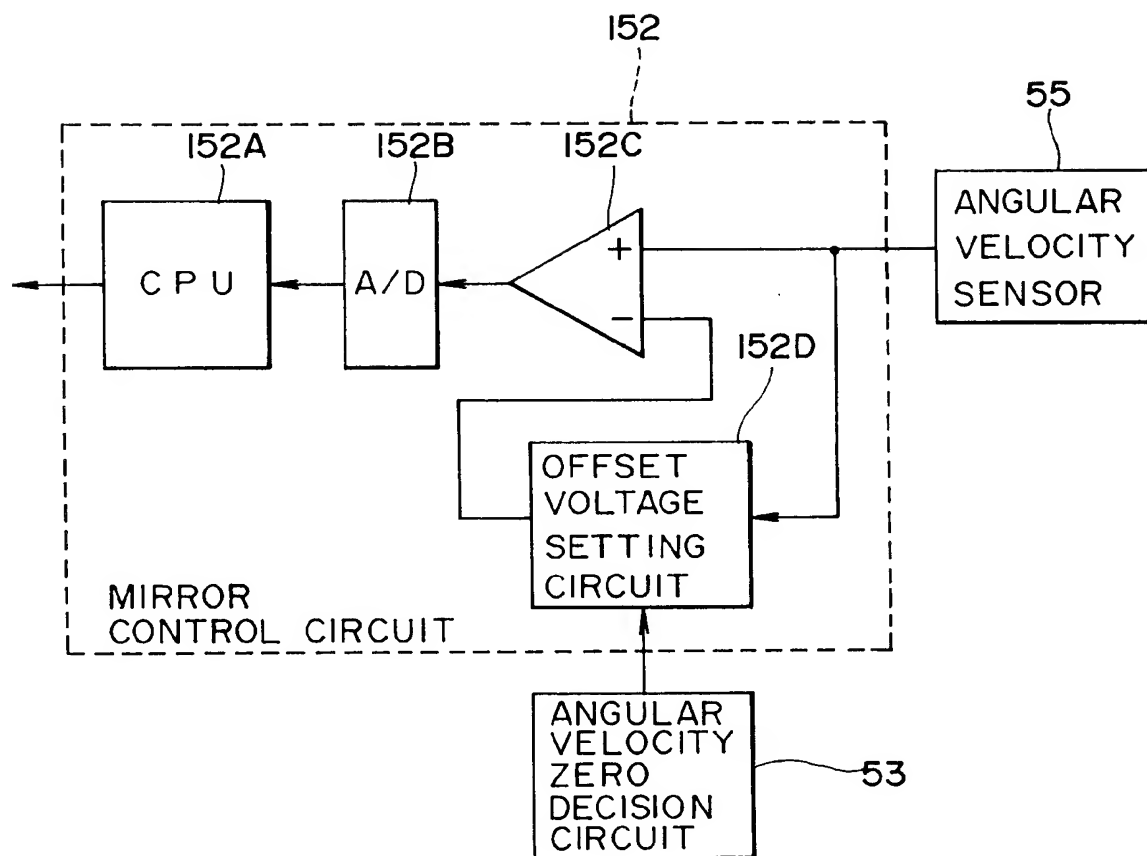 152
55
152A
152B
152C
ANGULAR
VELOCITY
SENSOR
CPU
A/D
+
−
152D
OFFSET
VOLTAGE
SETTING
CIRCUIT
MIRROR
CONTROL CIRCUIT
ANGULAR
VELOCITY
ZERO
DECISION
CIRCUIT
53